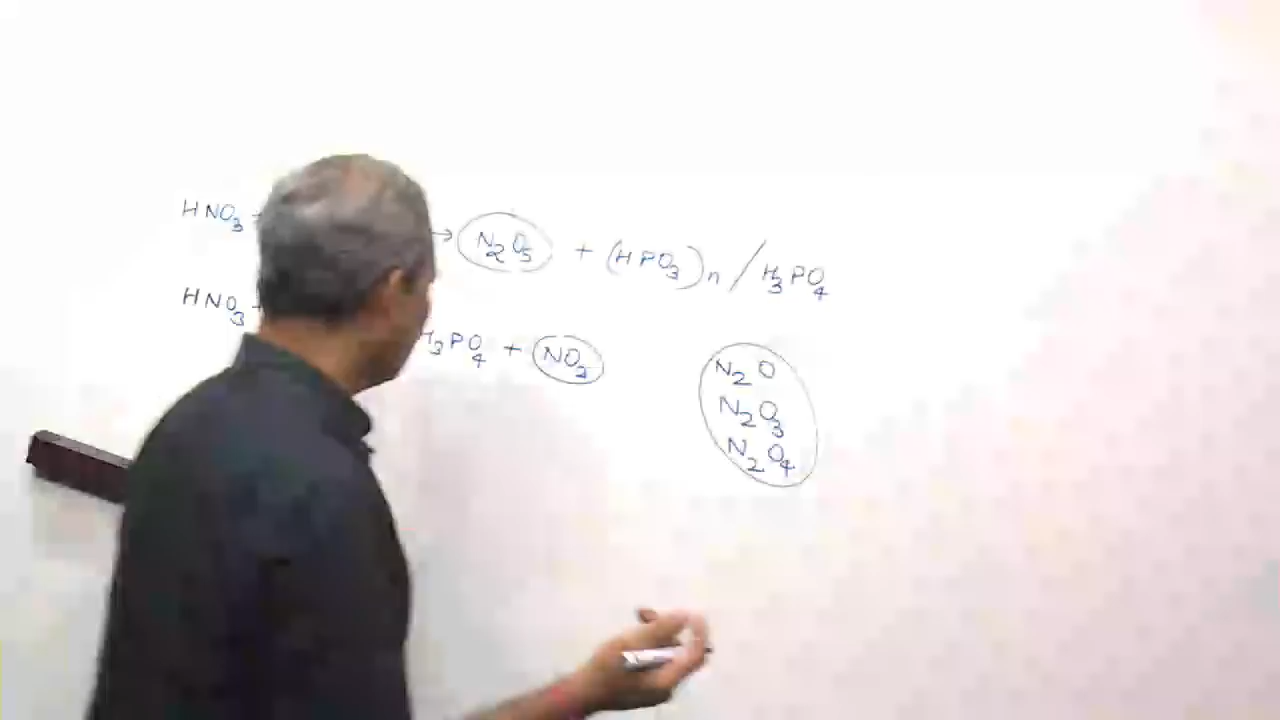 HNO3 → N2O5 + (HPO3)n / H3PO4
HNO3 H3PO4 + NO2
N2O
N2O3
N2O4